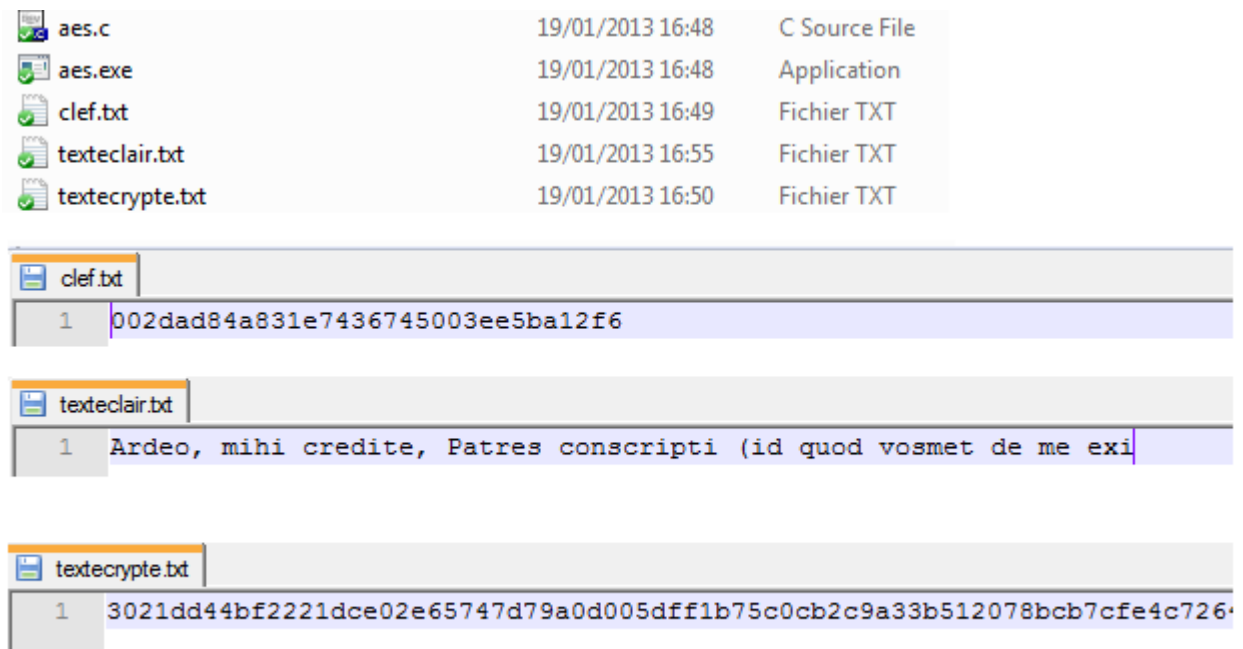 aes.c 19/01/2013 16:48 C Source File
aes.exe 19/01/2013 16:48 Application
clef.txt 19/01/2013 16:49 Fichier TXT
texteclair.txt 19/01/2013 16:55 Fichier TXT
textecrypte.txt 19/01/2013 16:50 Fichier TXT
clef.txt
1 002dad84a831e7436745003ee5ba12f6
texteclair.txt
1 Ardeo, mihi credite, Patres conscripti (id quod vosmet de me exi
textecrypte.txt
1 3021dd44bf2221dce02e65747d79a0d005dff1b75c0cb2c9a33b512078bcb7cfe4c7264